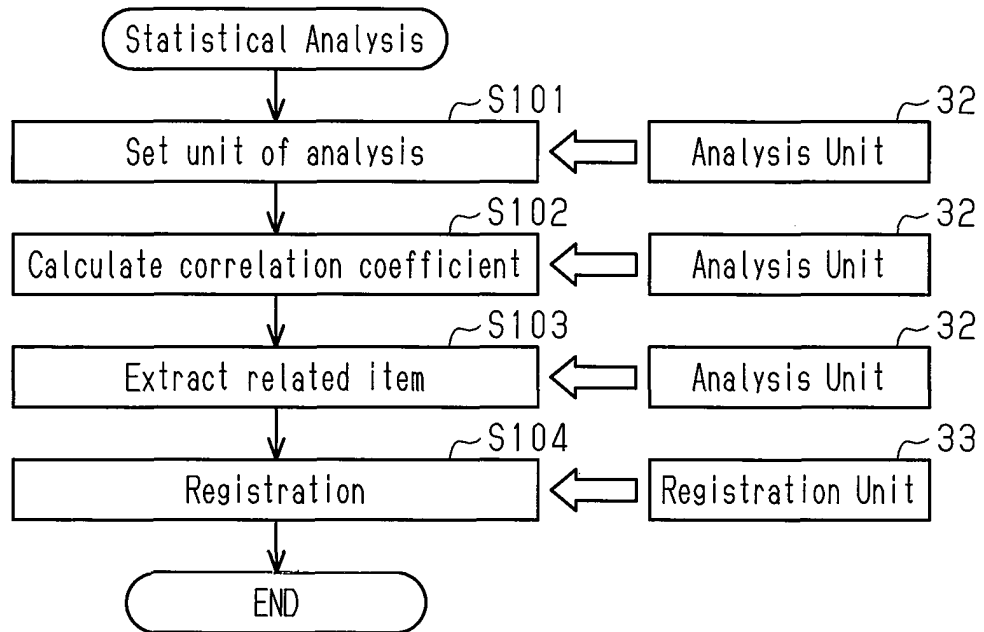 Statistical Analysis
S101
32
Set unit of analysis
Analysis Unit
S102
32
Calculate correlation coefficient
Analysis Unit
S103
32
Extract related item
Analysis Unit
S104
33
Registration
Registration Unit
END